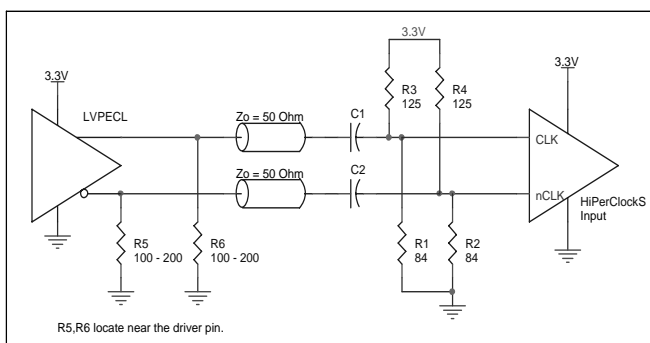 3.3V
R3
125
R4
125
3.3V
3.3V
LVPECL
Zo = 50 Ohm
C1
CLK
Zo = 50 Ohm
C2
nCLK
HiPerClockS
Input
R5
100 - 200
R6
100 - 200
R1
84
R2
84
R5,R6 locate near the driver pin.